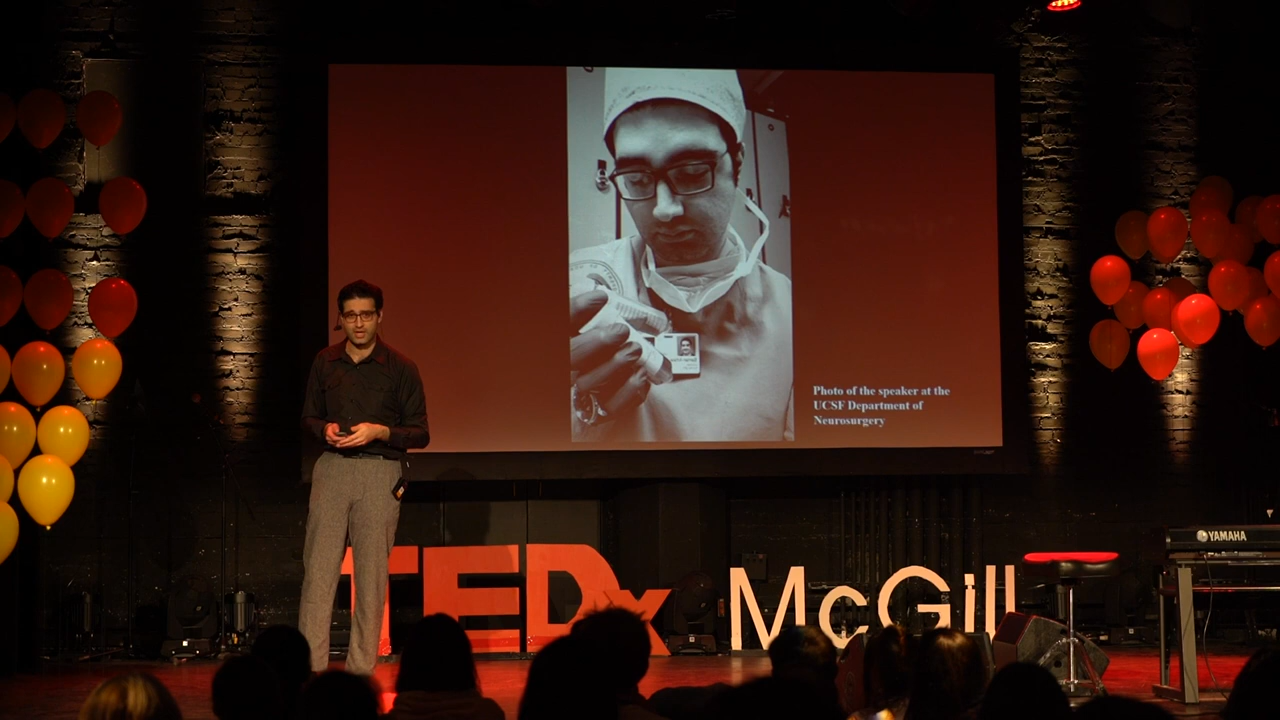 Photo of the speaker at the
UCSF Department of
Neurosurgery
TEDx McGill
YAMAHA